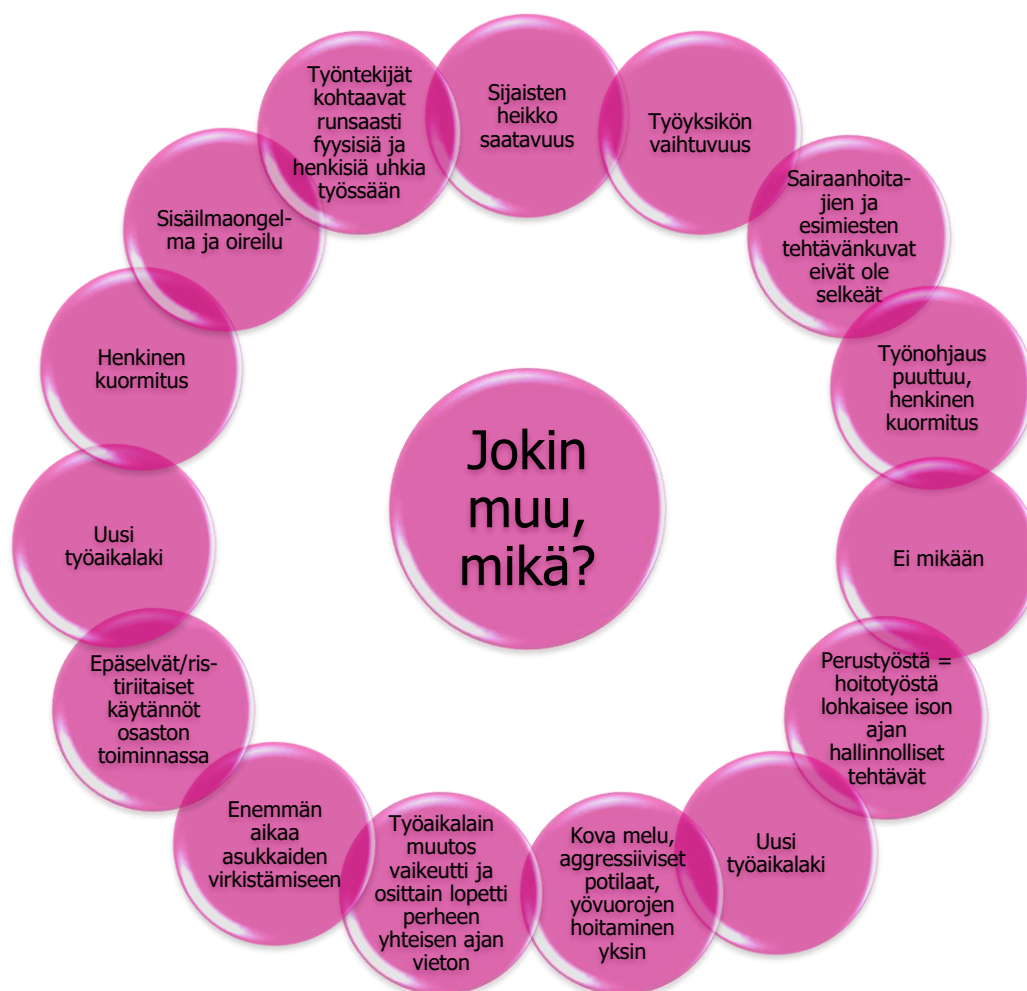 Jokin
muu,
mikä?
Sijaisten
heikko
saatavuus
Työyksikön
vaihtuvuus
Sairaanhoita-
jien ja
esimiesten
tehtävänkuvat
eivät ole
selkeät
Työnohjaus
puuttuu,
henkinen
kuormitus
Ei mikään
Perustyöstä =
hoitotyöstä
lohkaisee ison
ajan
hallinnolliset
tehtävät
Uusi
työaikalaki
Kova melu,
aggressiiviset
potilaat,
yövuorojen
hoitaminen
yksin
Työaikalain
muutos
vaikeutti ja
osittain lopetti
perheen
yhteisen ajan
vieton
Enemmän
aikaa
asukkaiden
virkistämiseen
Epäselvät/ris-
tiriitaiset
käytännöt
osaston
toiminnassa
Uusi
työaikalaki
Henkinen
kuormitus
Sisäilmaongel-
ma ja oireilu
Työntekijät
kohtaavat
runsaasti
fyysisiä ja
henkisiä uhkia
työssään